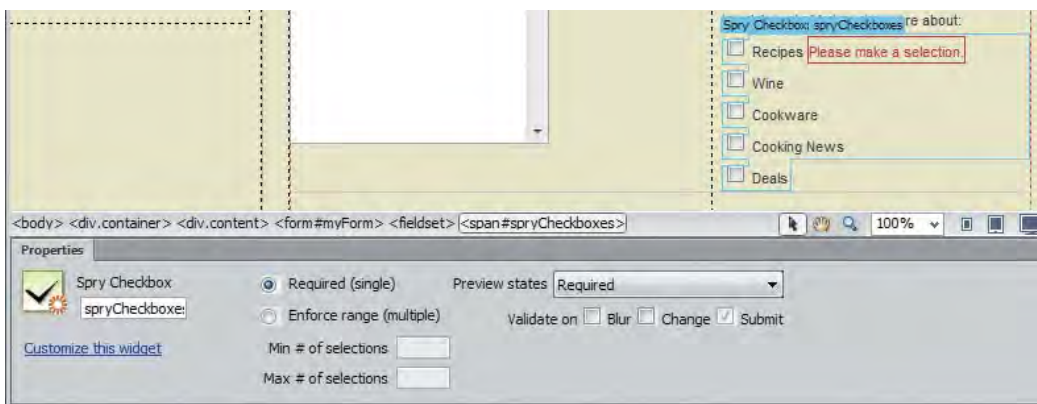 Spry Checkbox: spryCheckboxes re about:
Recipes Please make a selection.
Wine
Cookware
Cooking News
Deals
<body> <div.container> <div.content> <form#myForm> <fieldset> <span#spryCheckboxes> 100%
Properties
Spry Checkbox Required (single) Preview states Required
spryCheckboxes Enforce range (multiple) Validate on Blur Change Submit
Customize this widget Min # of selections
Max # of selections